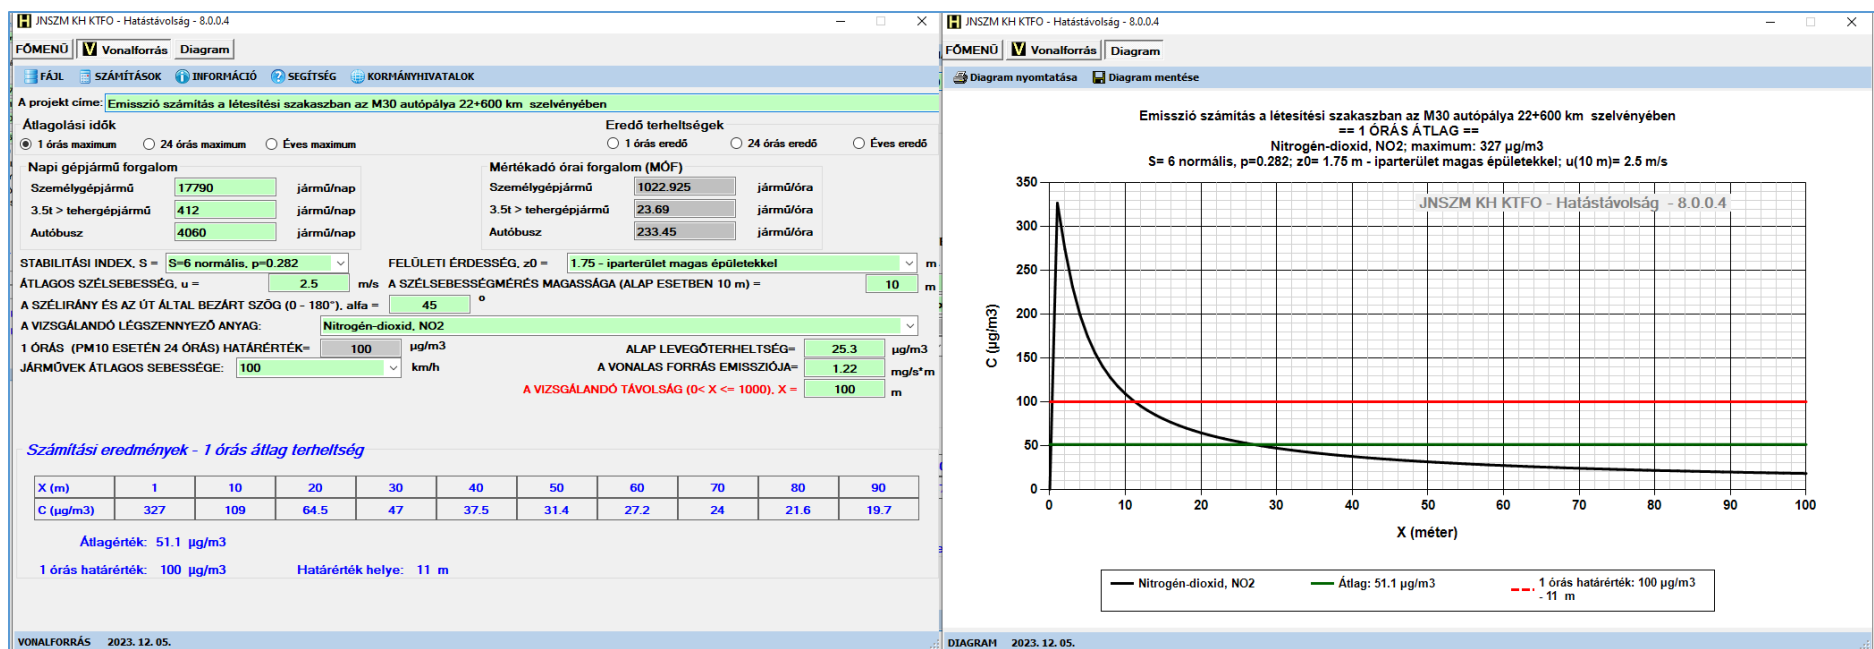 JNSZM KH KTFO - Hatástávolság - 8.0.0.4
FŐMENÜ Vonalforrás Diagram
FÁJL SZÁMÍTÁSOK INFORMÁCIÓ SEGÍTSÉG KORMÁNYHIVATALOK
A projekt címe: Emisszió számítás a létesítési szakaszban az M30 autópálya 22+600 km szelvényében
Átlagolási idők
1 órás maximum 24 órás maximum Éves maximum
Eredő terheltségek
1 órás eredő 24 órás eredő Éves eredő
Napi gépjármű forgalom
Személygépjármű 17790 jármű/nap
3.5t > tehergépjármű 412 jármű/nap
Autóbusz 4060 jármű/nap
Mértékadó órai forgalom (MÓF)
Személygépjármű 1022.925 jármű/óra
3.5t > tehergépjármű 23.69 jármű/óra
Autóbusz 233.45 jármű/óra
STABILITÁSI INDEX, S = S=6 normális, p=0.282 FELÜLETI ÉRDESSÉG, z0 = 1.75 - iparterület magas épületekkel m
ÁTLAGOS SZÉLSEBESSÉG, u = 2.5 m/s A SZÉLSEBESSÉGMÉRÉS MAGASSÁGA (ALAP ESETBEN 10 m) = 10 m
A SZÉLIRÁNY ÉS AZ ÚT ÁLTAL BEZÁRT SZÖG (0 - 180°), alfa = 45 °
A VIZSGÁLANDÓ LÉGSZENNYEZŐ ANYAG: Nitrogén-dioxid, NO2
1 ÓRÁS (PM10 ESETÉN 24 ÓRÁS) HATÁRÉRTÉK= 100 µg/m3 ALAP LEVEGŐTERHELTSÉG= 25.3 µg/m3
JÁRMŰVEK ÁTLAGOS SEBESSÉGE: 100 km/h A VONALAS FORRÁS EMISSZIÓJA= 1.22 mg/s*m
A VIZSGÁLANDÓ TÁVOLSÁG (0< X <= 1000), X = 100 m
Számítási eredmények - 1 órás átlag terheltség
X (m) 1 10 20 30 40 50 60 70 80 90
C (µg/m3) 327 109 64.5 47 37.5 31.4 27.2 24 21.6 19.7
Átlagérték: 51.1 µg/m3
1 órás határérték: 100 µg/m3 Határérték helye: 11 m
VONALFORRÁS 2023. 12. 05.
JNSZM KH KTFO - Hatástávolság - 8.0.0.4
FŐMENÜ Vonalforrás Diagram
Diagram nyomtatása Diagram mentése
Emisszió számítás a létesítési szakaszban az M30 autópálya 22+600 km szelvényében
== 1 ÓRÁS ÁTLAG ==
Nitrogén-dioxid, NO2; maximum: 327 µg/m3
S= 6 normális, p=0.282; z0= 1.75 m - iparterület magas épületekkel; u(10 m)= 2.5 m/s
JNSZM KH KTFO - Hatástávolság - 8.0.0.4
C (µg/m3)
350
300
250
200
150
100
50
0
0 10 20 30 40 50 60 70 80 90 100
X (méter)
Nitrogén-dioxid, NO2 Átlag: 51.1 µg/m3 1 órás határérték: 100 µg/m3
- 11 m
DIAGRAM 2023. 12. 05.